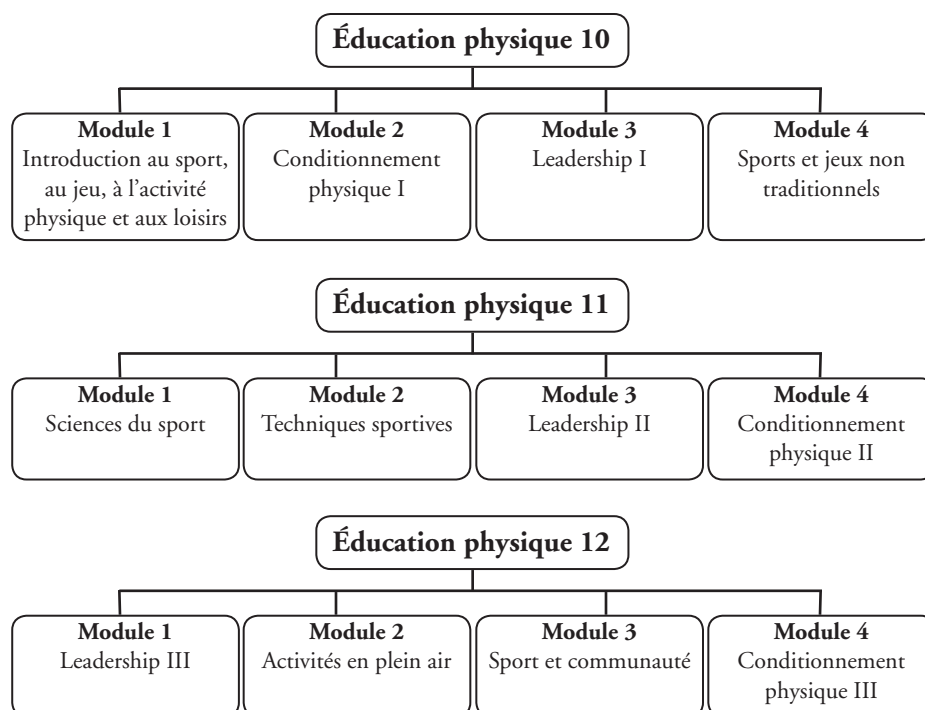 Éducation physique 10
Module 1
Introduction au sport,
au jeu, à l'activité
physique et aux loisirs
Module 2
Conditionnement
physique I
Module 3
Leadership I
Module 4
Sports et jeux non
traditionnels
Éducation physique 11
Module 1
Sciences du sport
Module 2
Techniques sportives
Module 3
Leadership II
Module 4
Conditionnement
physique II
Éducation physique 12
Module 1
Leadership III
Module 2
Activités en plein air
Module 3
Sport et communauté
Module 4
Conditionnement
physique III